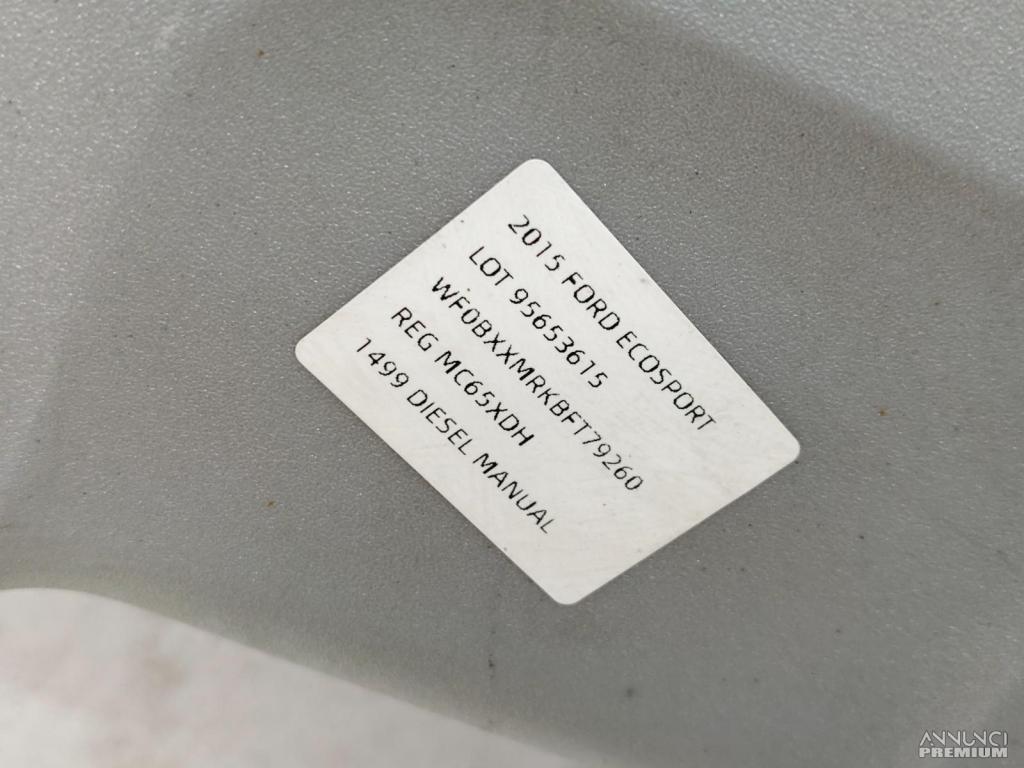 2015 FORD ECOSPORT
LOT 95653615
WF0BXXMRKBFT79260
REG MC65XDH
1499 DIESEL MANUAL
ANNUNCI
PREMIUM